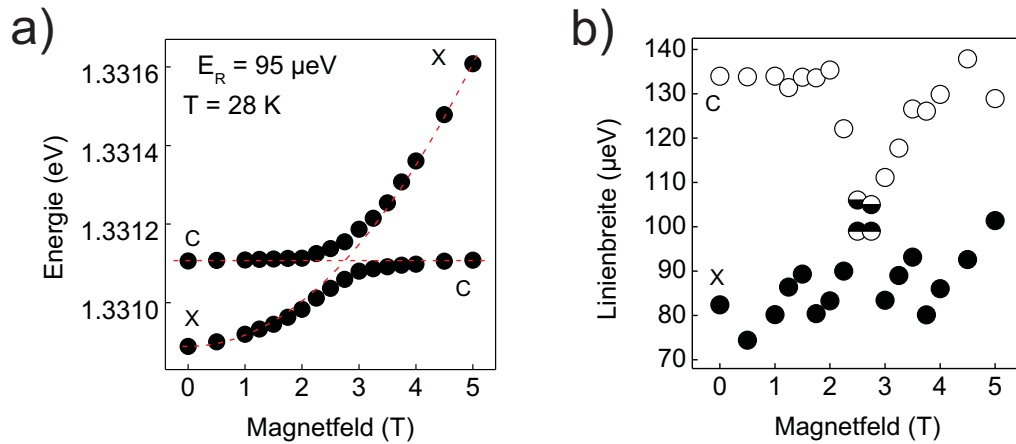 a)
E_R = 95 µeV
T = 28 K
X
C
X
C
1.3316
1.3314
1.3312
1.3310
Energie (eV)
0 1 2 3 4 5
Magnetfeld (T)
b)
C
X
140
130
120
110
100
90
80
70
Linienbreite (µeV)
0 1 2 3 4 5
Magnetfeld (T)